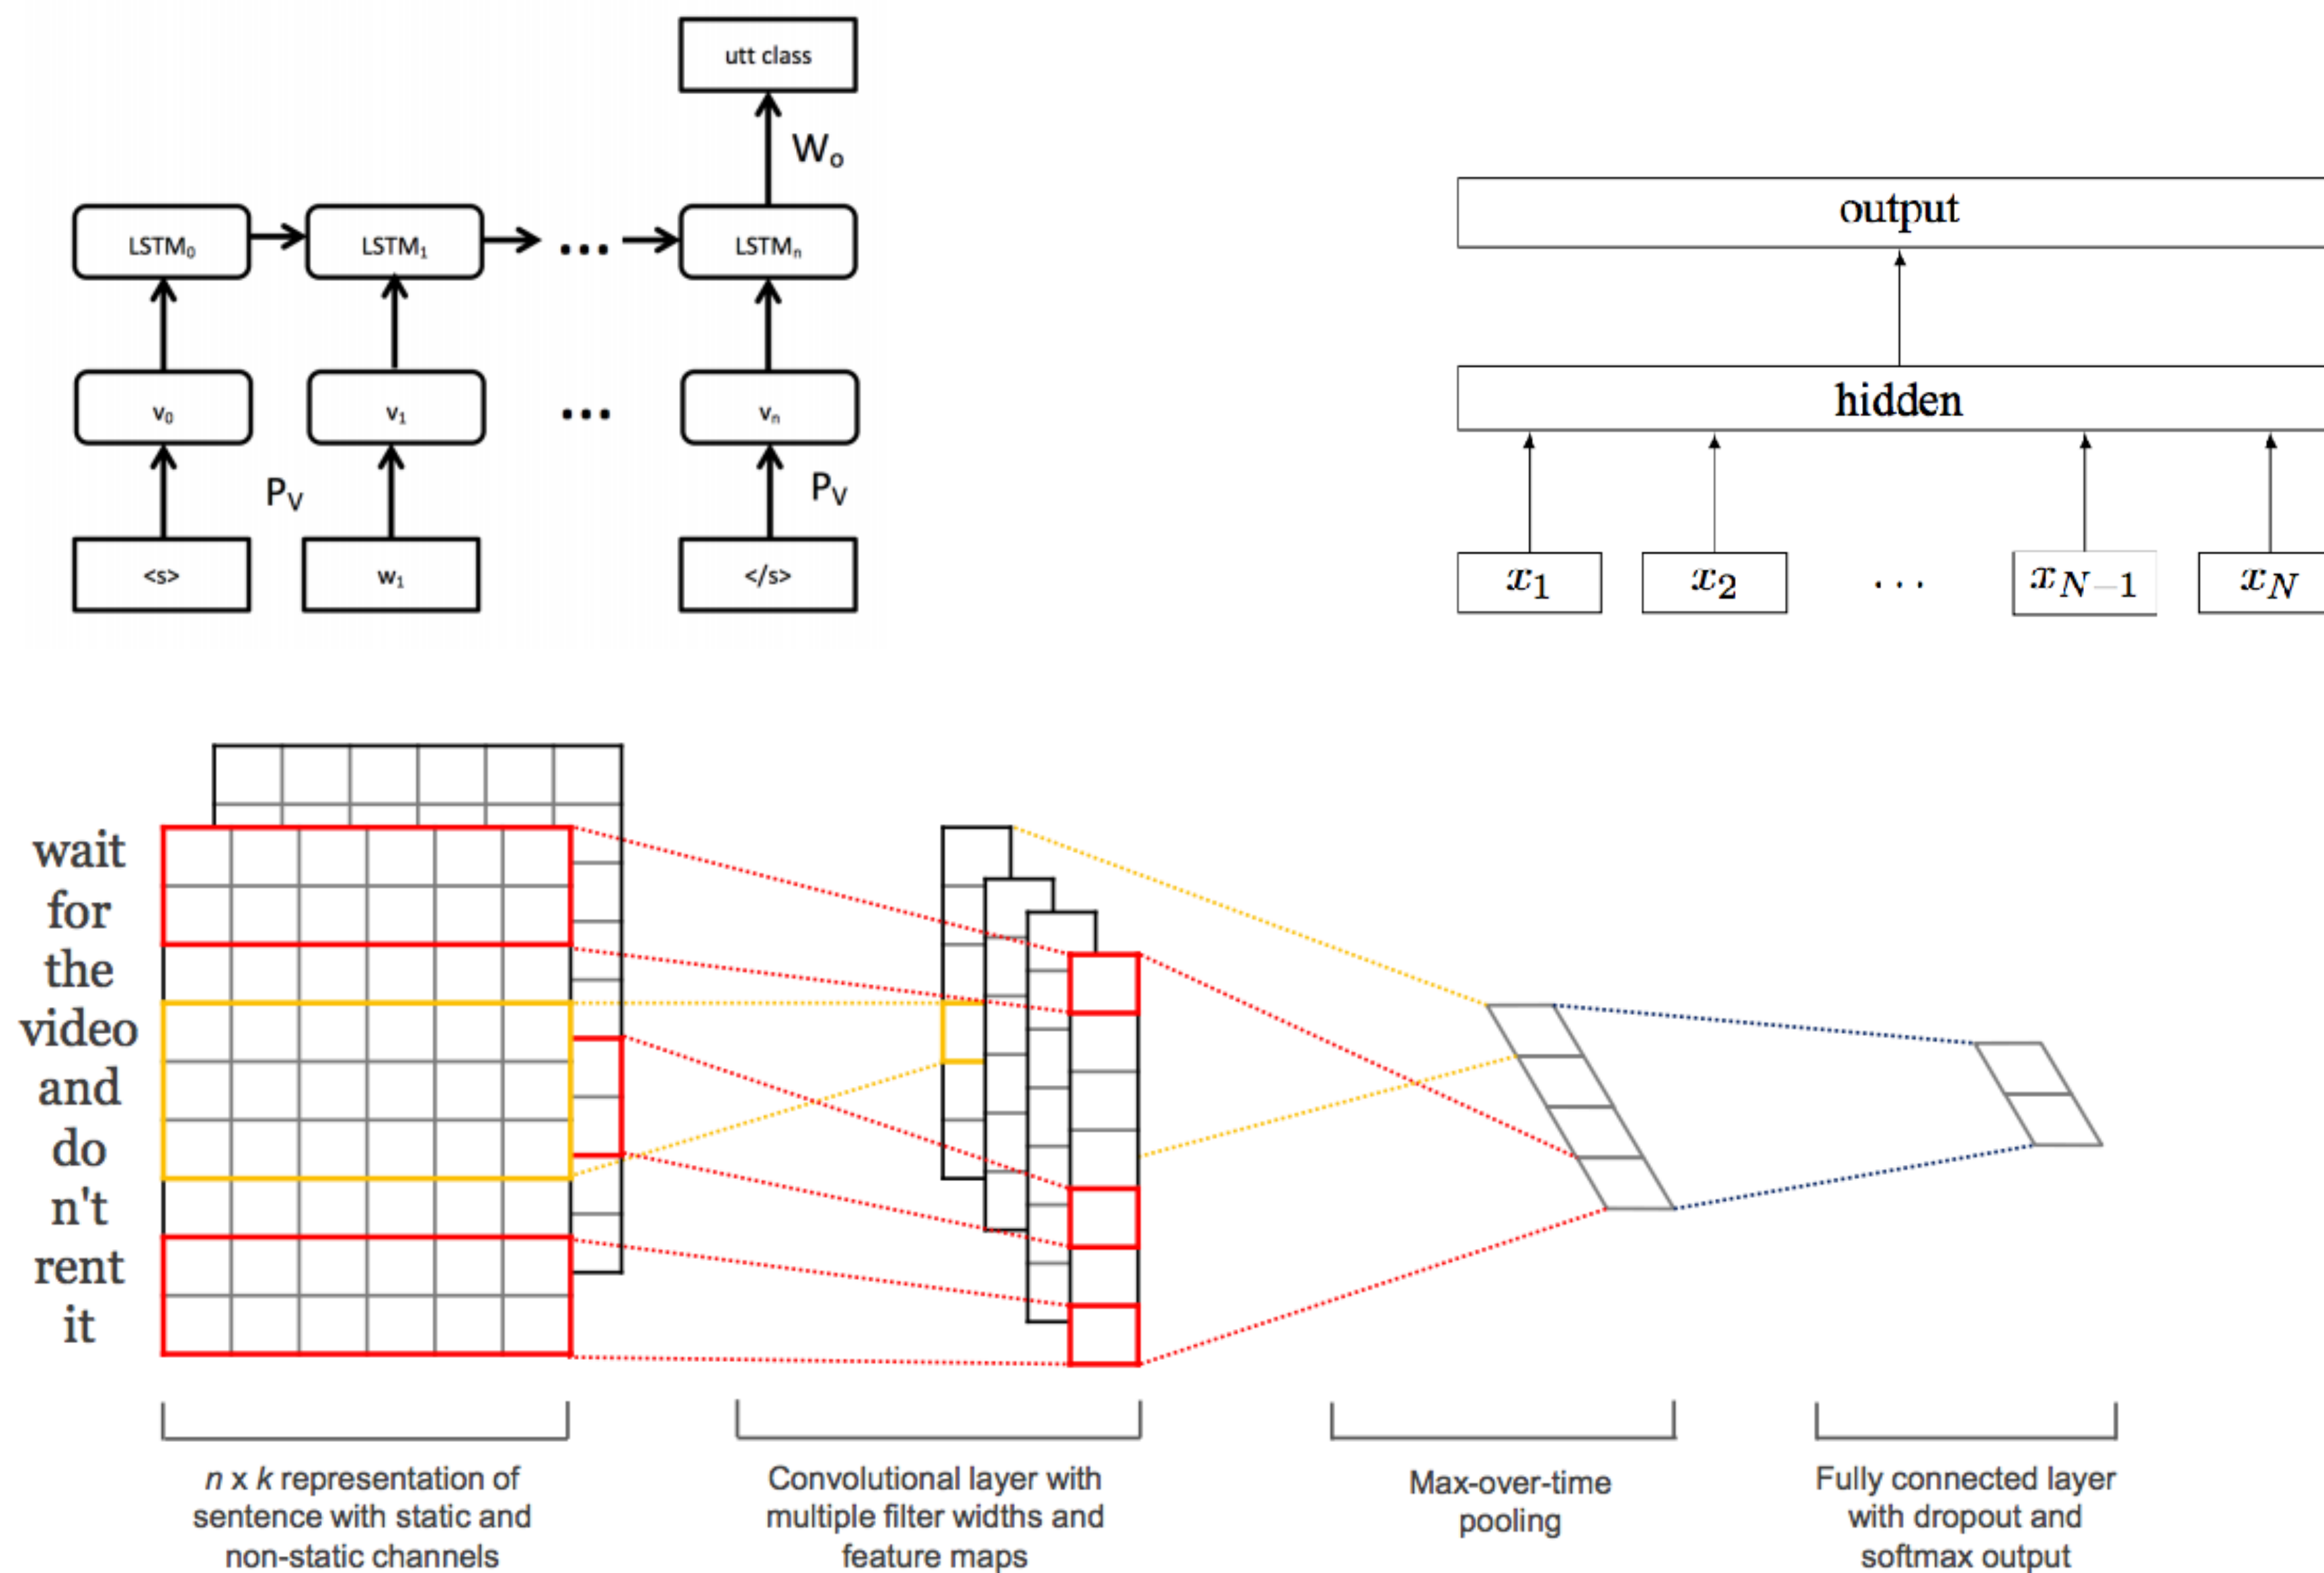 utt class
Wₒ
LSTM₀ LSTM₁ ... LSTMₙ
v₀ v₁ ... vₙ
Pᵥ Pᵥ
<s> w₁ </s>
output
hidden
x₁ x₂ ... x_{N−1} x_N
wait
for
the
video
and
do
n't
rent
it
n x k representation of
sentence with static and
non-static channels
Convolutional layer with
multiple filter widths and
feature maps
Max-over-time
pooling
Fully connected layer
with dropout and
softmax output